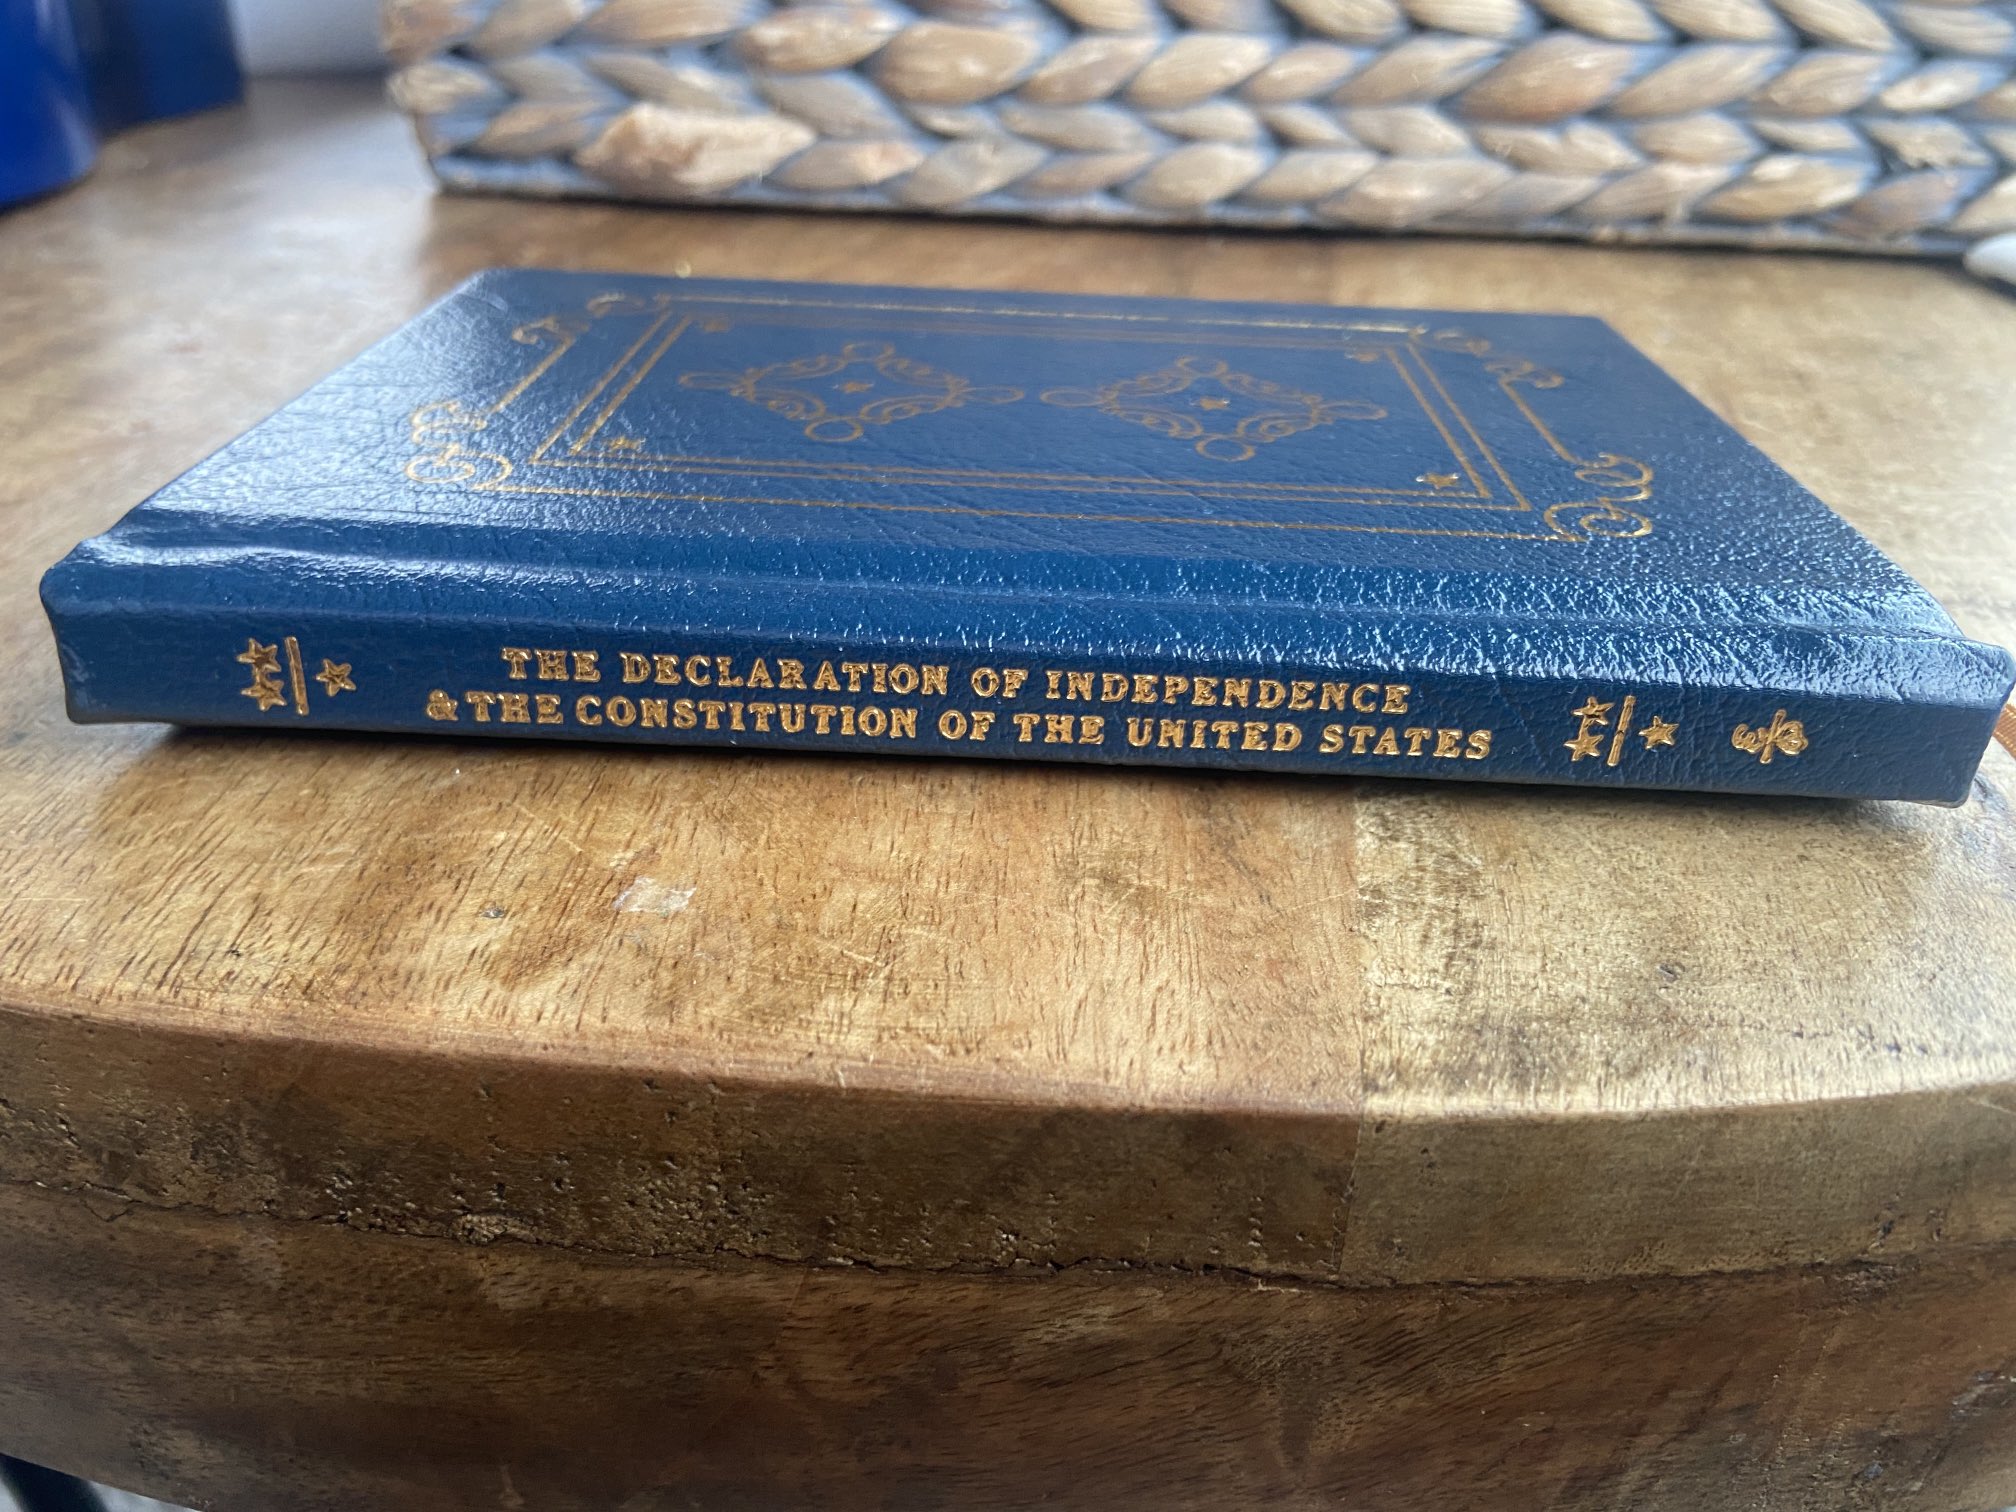 THE DECLARATION OF INDEPENDENCE
& THE CONSTITUTION OF THE UNITED STATES